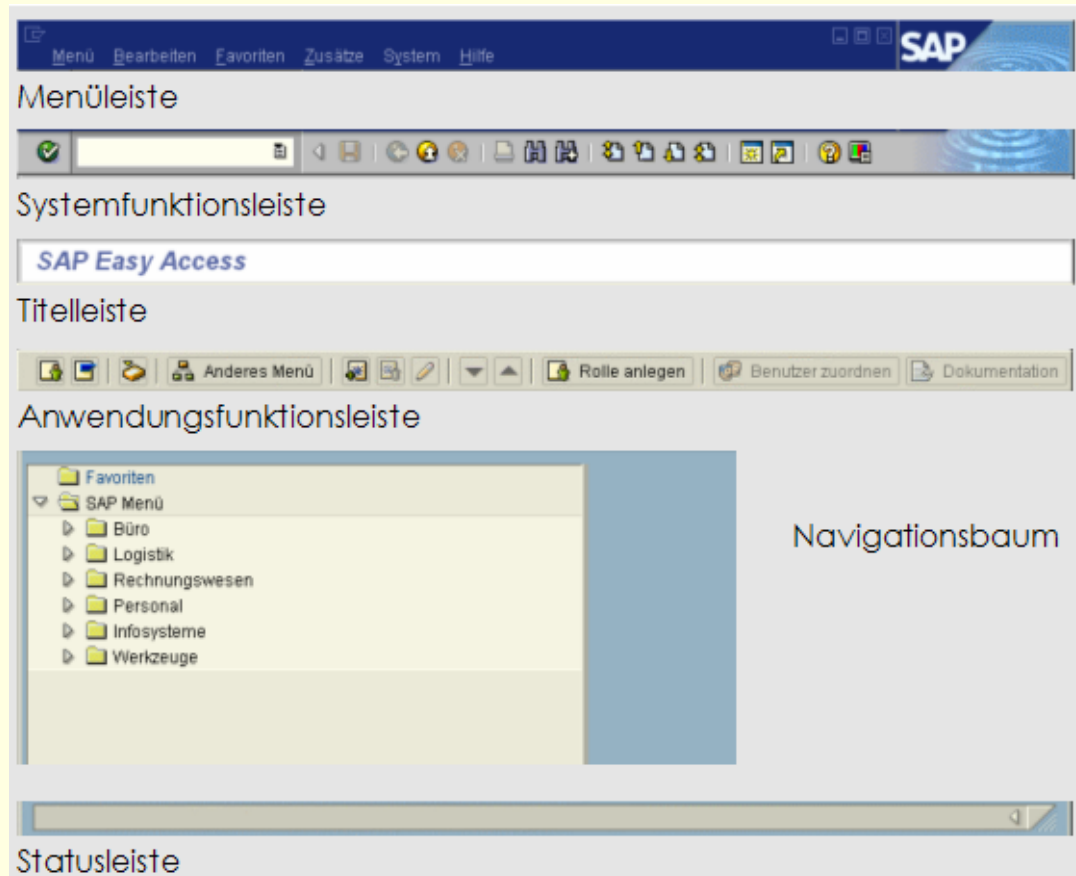 Menü Bearbeiten Favoriten Zusätze System Hilfe SAP
Menüleiste
Systemfunktionsleiste
SAP Easy Access
Titelleiste
Anderes Menü Rolle anlegen Benutzer zuordnen Dokumentation
Anwendungsfunktionsleiste
Favoriten
SAP Menü
Büro
Logistik
Navigationsbaum
Rechnungswesen
Personal
Infosysteme
Werkzeuge
Statusleiste